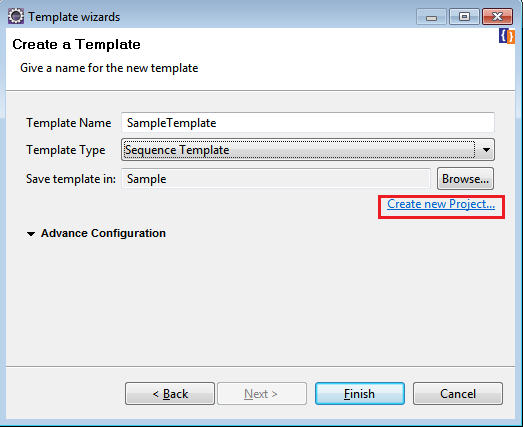 Template wizards
Create a Template
Give a name for the new template
Template Name SampleTemplate
Template Type Sequence Template
Save template in: Sample Browse...
Create new Project...
Advance Configuration
< Back Next > Finish Cancel